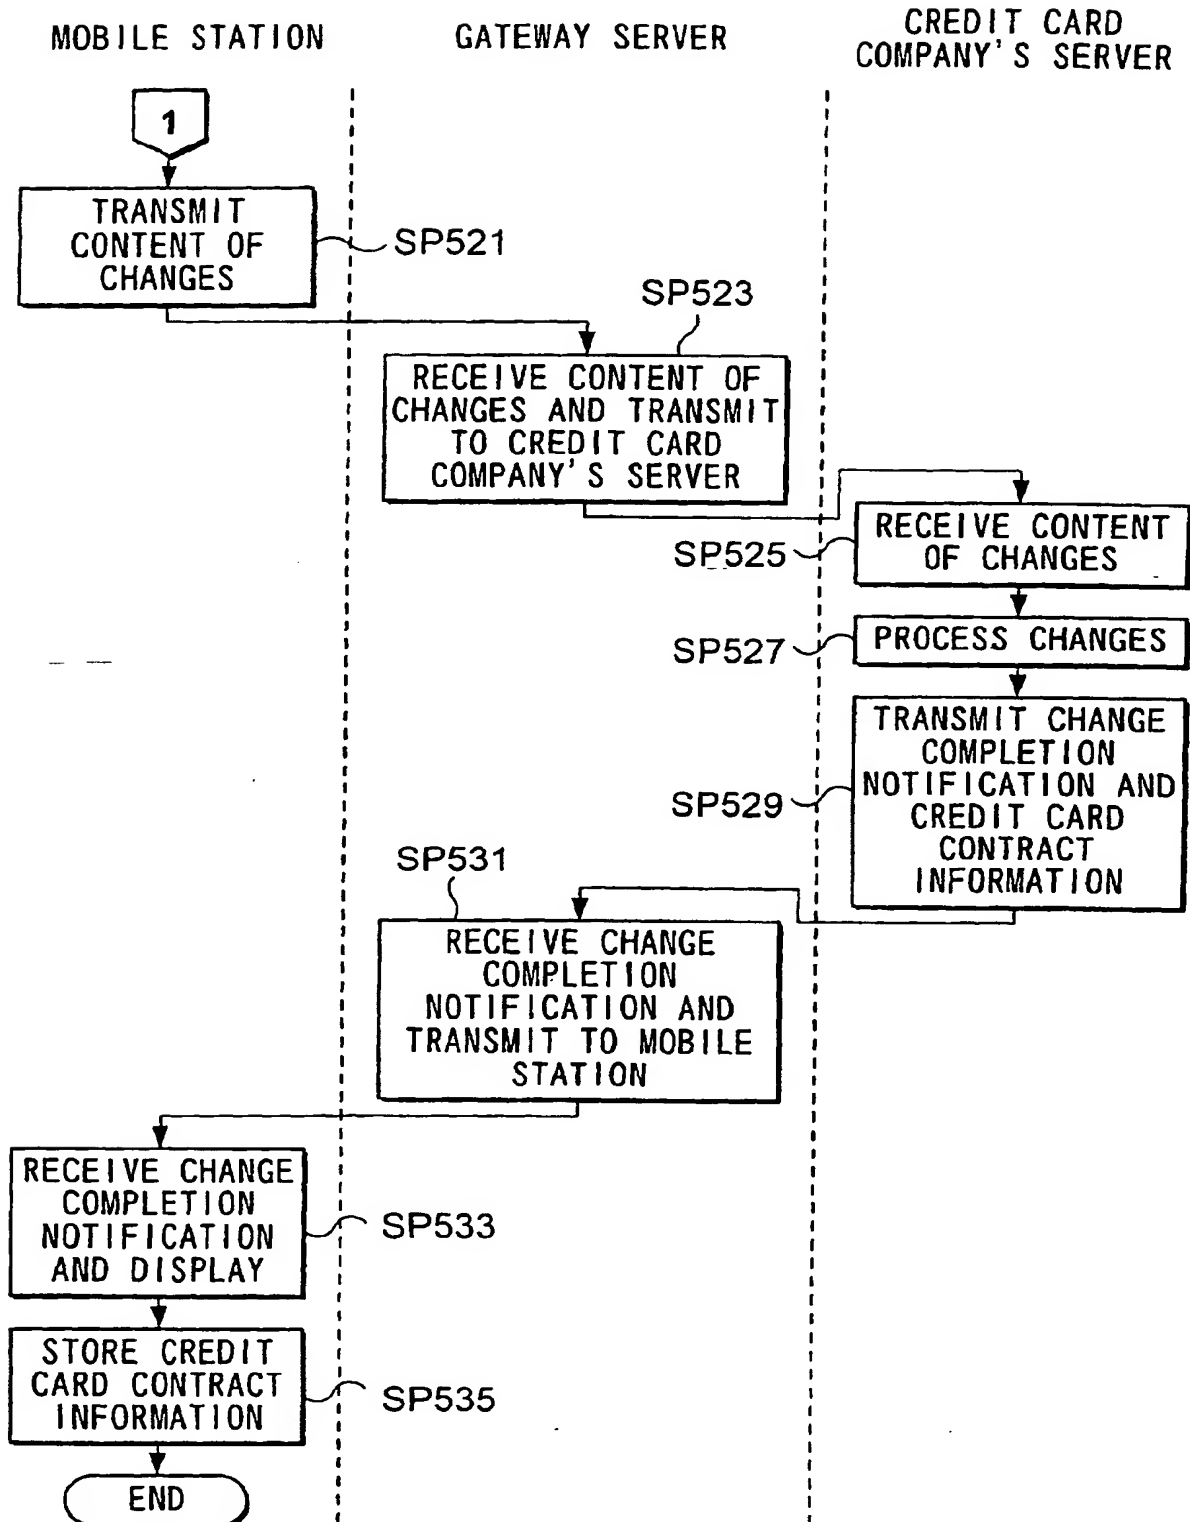 MOBILE STATION
GATEWAY SERVER
CREDIT CARD
COMPANY'S SERVER
1
TRANSMIT
CONTENT OF
CHANGES
SP521
SP523
RECEIVE CONTENT OF
CHANGES AND TRANSMIT
TO CREDIT CARD
COMPANY'S SERVER
RECEIVE CONTENT
OF CHANGES
SP525
PROCESS CHANGES
SP527
TRANSMIT CHANGE
COMPLETION
NOTIFICATION AND
CREDIT CARD
CONTRACT
INFORMATION
SP529
SP531
RECEIVE CHANGE
COMPLETION
NOTIFICATION AND
TRANSMIT TO MOBILE
STATION
RECEIVE CHANGE
COMPLETION
NOTIFICATION
AND DISPLAY
SP533
STORE CREDIT
CARD CONTRACT
INFORMATION
SP535
END